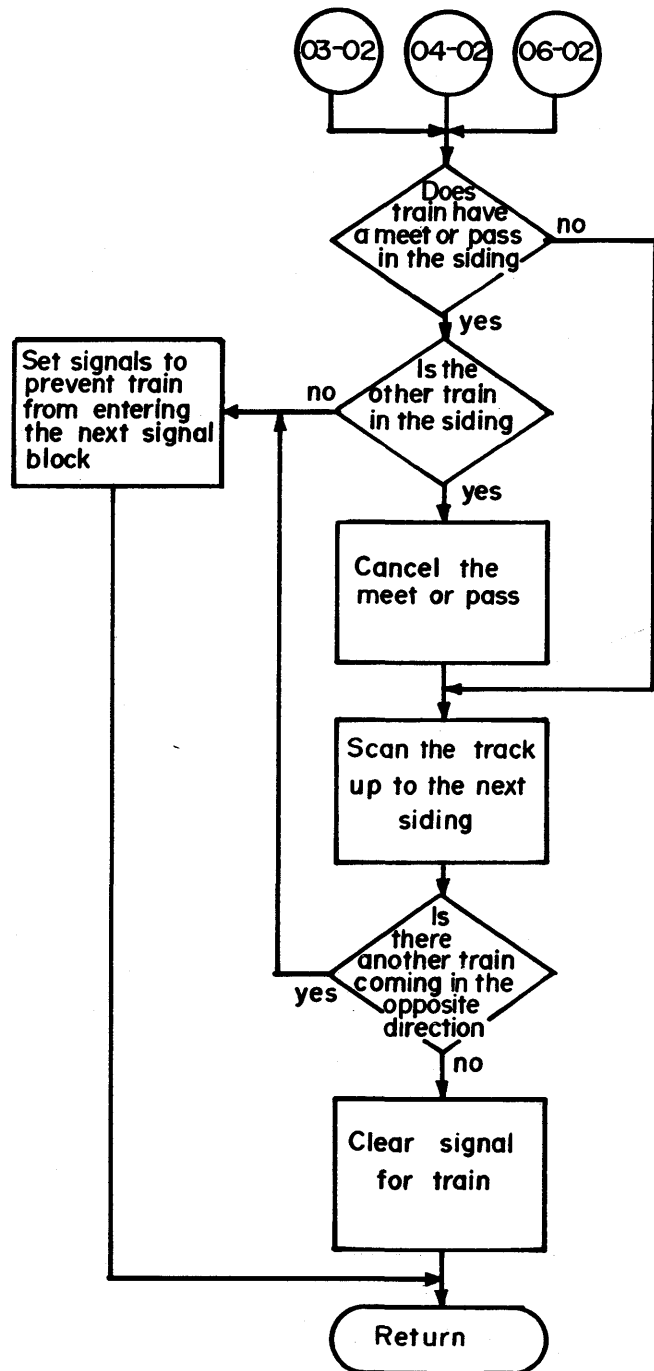 03-02 04-02 06-02
Does
train have
a meet or pass
in the siding
no
yes
Is the
other train
in the siding
no
yes
Set signals to
prevent train
from entering
the next signal
block
Cancel the
meet or pass
Scan the track
up to the next
siding
Is
there
another train
coming in the
opposite
direction
yes
no
Clear signal
for train
Return